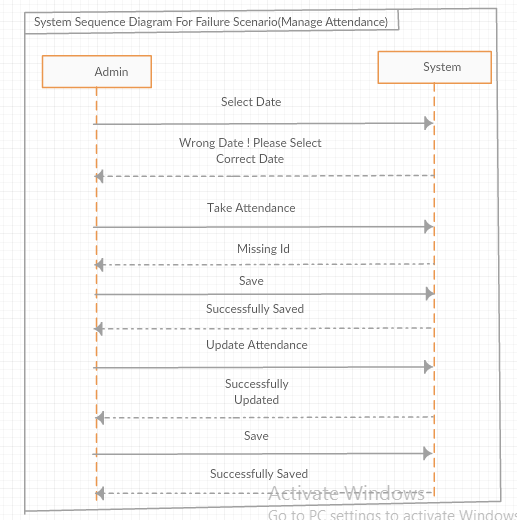 System Sequence Diagram For Failure Scenario(Manage Attendance)
Admin
System
Select Date
Wrong Date ! Please Select
Correct Date
Take Attendance
Missing Id
Save
Successfully Saved
Update Attendance
Successfully
Updated
Save
Successfully Saved
Activate Windows
Go to PC settings to activate Windows